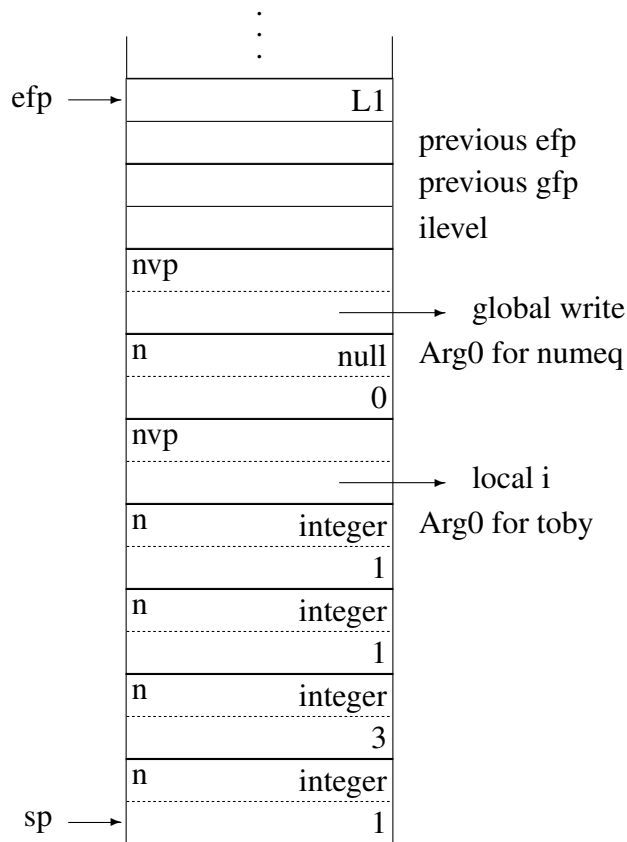 efp L1
previous efp
previous gfp
ilevel
nvp
global write
n null Arg0 for numeq
0
nvp
local i
n integer Arg0 for toby
1
n integer
1
n integer
3
n integer
sp 1